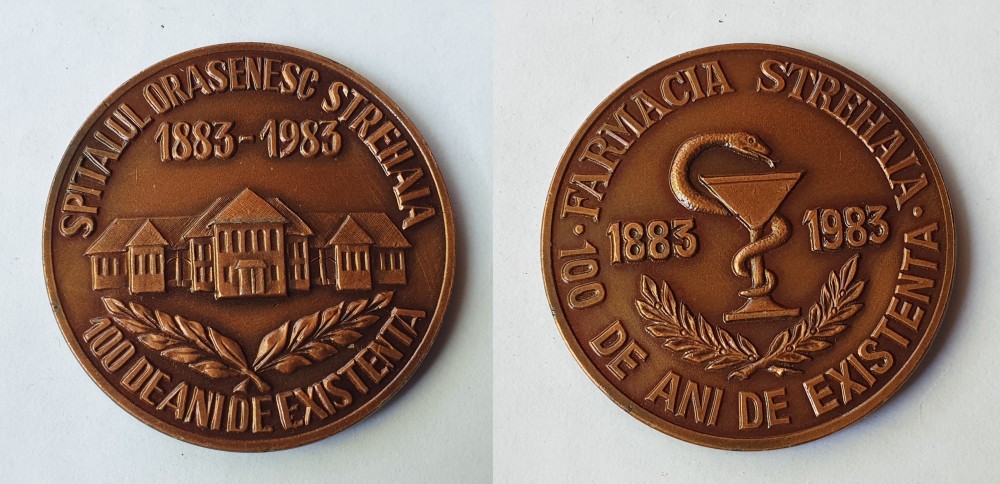 SPITALUL ORASENESC STREHAIA
1883-1983
100 DE ANI DE EXISTENTA
FARMACIA STREHAIA
1883 1983
· 100 DE ANI DE EXISTENTA ·